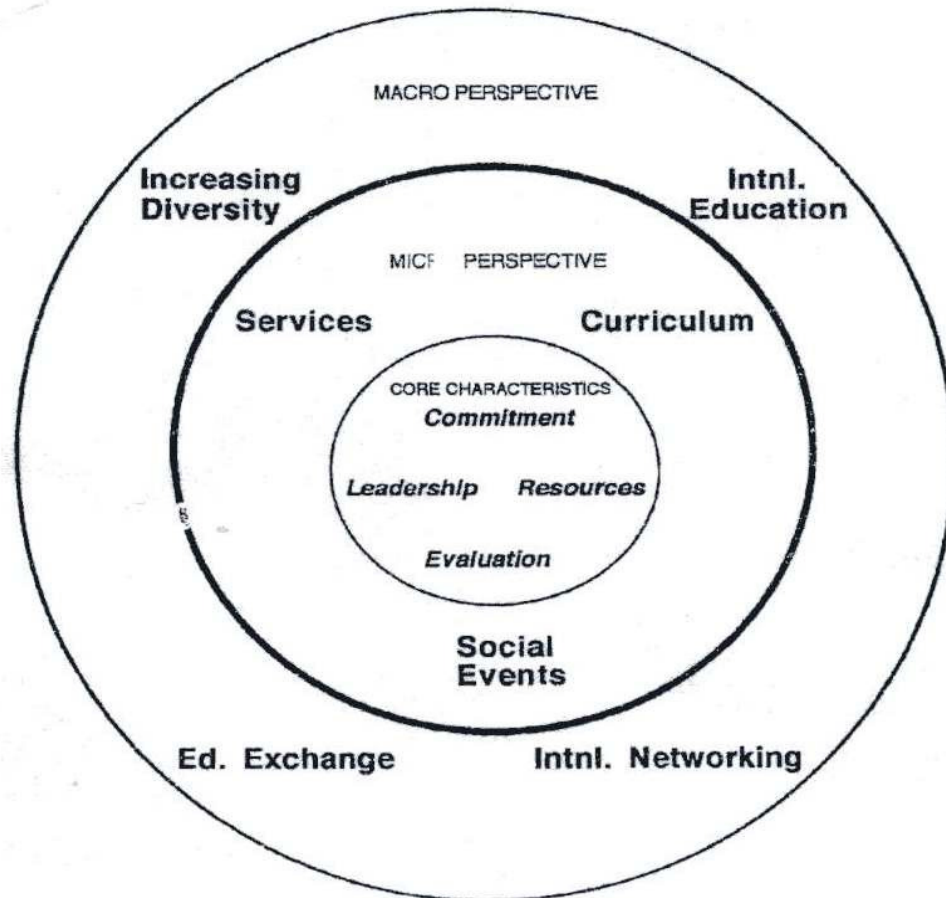 MACRO PERSPECTIVE
Increasing
Diversity
Intnl.
Education
MICR PERSPECTIVE
Services
Curriculum
CORE CHARACTERISTICS
Commitment
Leadership Resources
Evaluation
Social
Events
Ed. Exchange
Intnl. Networking